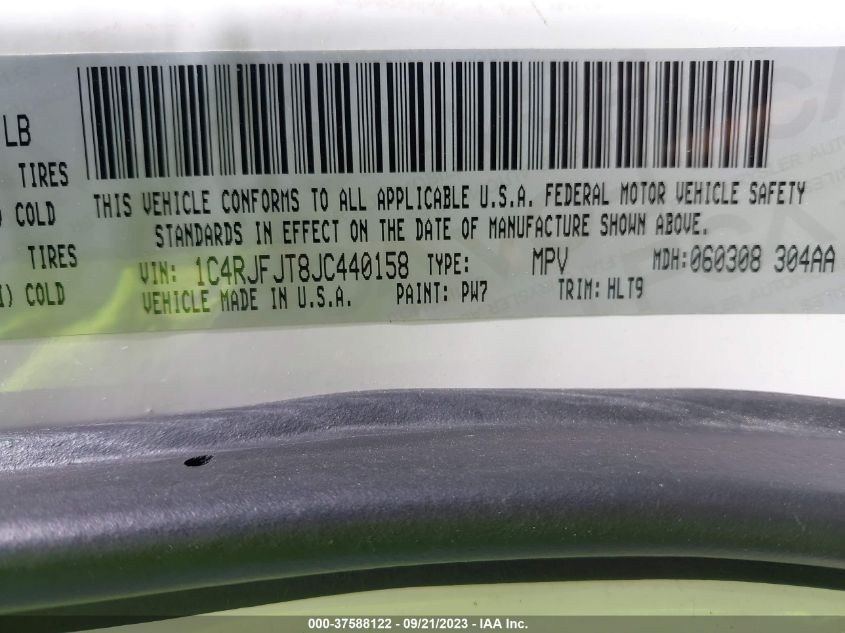 LB
TIRES
COLD
THIS VEHICLE CONFORMS TO ALL APPLICABLE U.S.A. FEDERAL MOTOR VEHICLE SAFETY
STANDARDS IN EFFECT ON THE DATE OF MANUFACTURE SHOWN ABOVE.
TIRES
VIN: 1C4RJFJT8JC440158 TYPE: MPV MDH:060308 304AA
) COLD
VEHICLE MADE IN U.S.A. PAINT: PW7 TRIM: HLT9
000-37588122 - 09/21/2023 - IAA Inc.